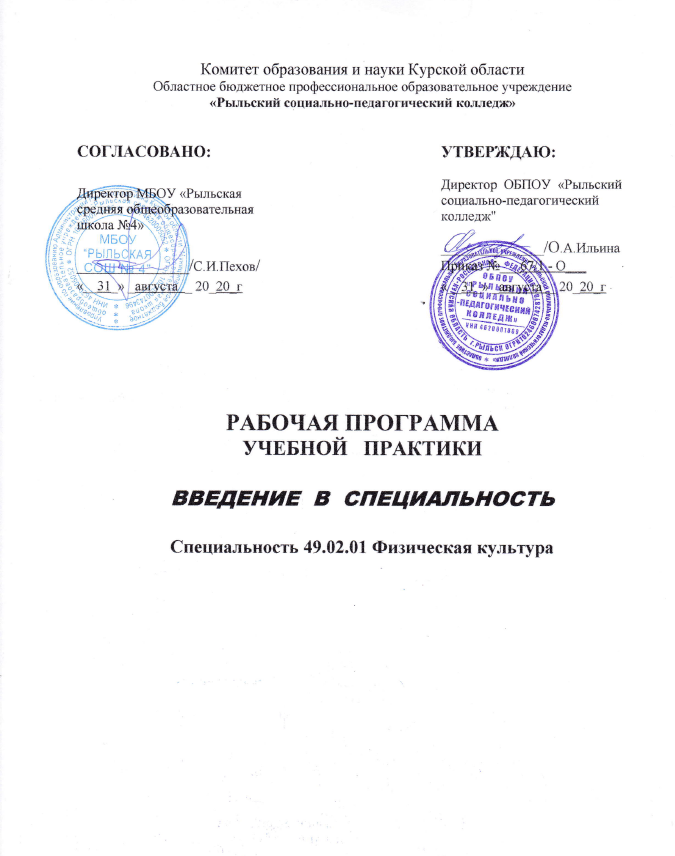 Комитет образования и науки Курской области
Областное бюджетное профессиональное образовательное учреждение
«Рыльский социально-педагогический колледж»
СОГЛАСОВАНО:
Директор МБОУ «Рыльская
средняя общеобразовательная
школа №4»
/С.И.Пехов/
« 31 » августа 20 20 г
МБОУ
"РЫЛЬСКАЯ
СОШ № 4"
УТВЕРЖДАЮ:
Директор ОБПОУ «Рыльский
социально-педагогический
колледж"
/О.А.Ильина
Приказ № - О
« 31 » августа 20 20 г
ОБПОУ
«РЫЛЬСКИЙ
СОЦИАЛЬНО
-ПЕДАГОГИЧЕСКИЙ
КОЛЛЕДЖ»
РАБОЧАЯ ПРОГРАММА
УЧЕБНОЙ ПРАКТИКИ
ВВЕДЕНИЕ В СПЕЦИАЛЬНОСТЬ
Специальность 49.02.01 Физическая культура